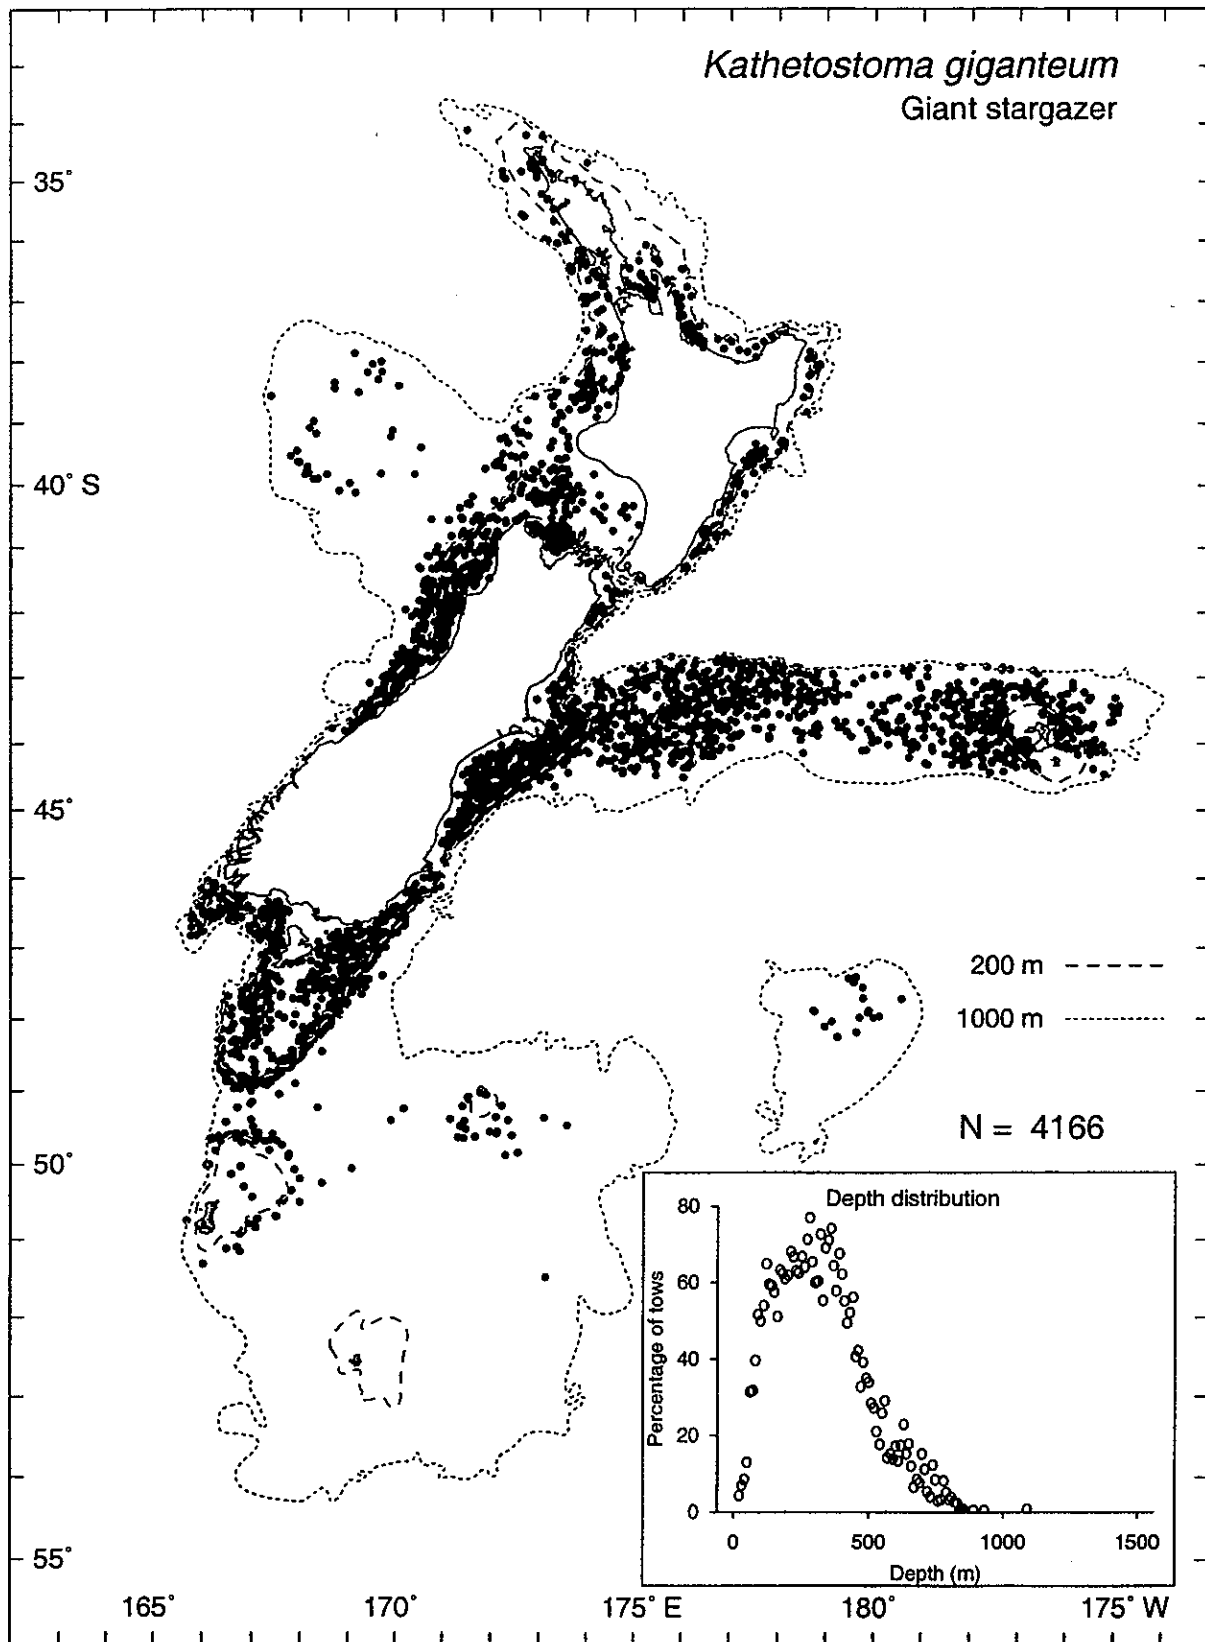 Kathetostoma giganteum
Giant stargazer
35°
40° S
45°
50°
55°
165°
170°
175° E
180°
175° W
200 m
1000 m
N = 4166
Depth distribution
80
60
40
20
0
Percentage of tows
0
500
1000
1500
Depth (m)